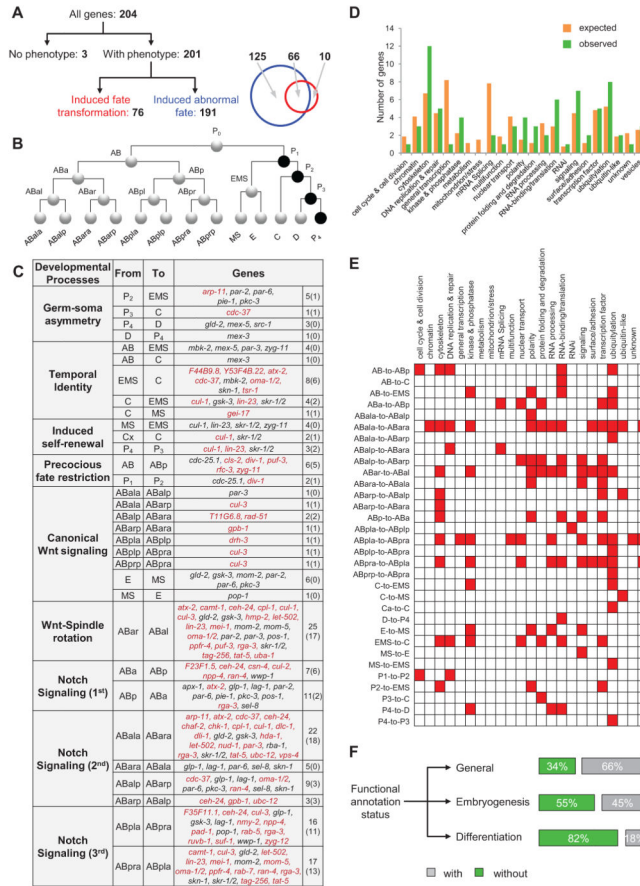 A
All genes: 204
No phenotype: 3 With phenotype: 201
Induced fate transformation: 76
Induced abnormal fate: 191
125 66 10
B
P0
AB P1
ABa ABp P2
EMS P3
ABal ABar ABpl ABpr
ABala ABalp ABara ABarp ABpla ABplp ABpra ABprp MS E C D P4
C
Developmental Processes From To Genes
Germ-soma asymmetry
P2 EMS arp-11, par-2, par-6, pie-1, pkc-3 5(1)
P3 C cdc-37 1(1)
P4 D gld-2, mex-5, src-1 3(0)
D P4 mex-3 1(0)
Temporal Identity
AB EMS mbk-2, mex-5, par-3, zyg-11 4(0)
AB C mex-3 1(0)
EMS C F44B9.8, Y53F4B.22, atx-2, cdc-37, mbk-2, oma-1/2, skn-1, tsr-1 8(6)
C EMS cul-1, gsk-3, lin-23, skr-1/2 4(2)
C MS gei-17 1(1)
Induced self-renewal
MS EMS cul-1, lin-23, skr-1/2, zyg-11 4(0)
Cx C cul-1, skr-1/2 2(1)
P4 P3 cul-1, lin-23, skr-1/2 3(2)
Precocious fate restriction
AB ABp cdc-25.1, cls-2, div-1, puf-3, rfc-3, zyg-11 6(5)
P1 P2 cdc-25.1, div-1 2(1)
Canonical Wnt signaling
ABala ABalp par-3 1(0)
ABarp ABara cul-3 1(1)
ABalp ABara T11G6.8, rad-51 2(2)
ABarp ABara gpb-1 1(1)
ABpla ABplp drh-3 1(1)
ABplp ABpra cul-3 1(1)
ABprp ABpra cul-3 1(1)
E MS gld-2, gsk-3, mom-2, par-2, par-6, pkc-3 6(0)
MS E pop-1 1(0)
Wnt-Spindle rotation
ABar ABal atx-2, camt-1, ceh-24, cpl-1, cul-1, cul-3, gld-2, gsk-3, hmp-2, let-502, lin-23, mei-1, mom-2, mom-5, oma-1/2, par-2, par-3, pos-1, ppfr-4, puf-3, rga-3, skr-1/2, tag-256, tat-5, uba-1 25 (17)
Notch Signaling (1st)
ABa ABp F23F1.5, ceh-24, csn-4, cul-2, npp-4, ran-4, wwp-1 7(6)
ABp ABa apx-1, atx-2, glp-1, lag-1, par-2, par-6, pie-1, pkc-3, pos-1, rga-3, sel-8 11(2)
Notch Signaling (2nd)
ABala ABara arp-11, atx-2, cdc-37, ceh-24, chaf-2, chk-1, cpl-1, cul-1, dlc-1, dli-1, gld-2, gsk-3, hda-1, let-502, nud-1, par-3, rba-1, rga-3, skr-1/2, tat-5, ubc-12, vps-4 22 (18)
ABara ABala glp-1, lag-1, par-6, sel-8, skn-1 5(0)
ABalp ABarp cdc-37, glp-1, lag-1, oma-1/2, par-6, pkc-3, ran-4, sel-8, skn-1 9(3)
ABarp ABalp ceh-24, gpb-1, ubc-12 3(3)
Notch Signaling (3rd)
ABpla ABpra F35F11.1, ceh-24, cul-3, glp-1, gsk-3, lag-1, nmy-2, npp-4, pad-1, pop-1, rab-5, rga-3, ruvb-1, suf-1, wwp-1, zyg-12 16 (11)
ABpra ABpla camt-1, cul-3, gld-2, let-502, lin-23, mei-1, mom-2, mom-5, oma-1/2, ppfr-4, rab-7, ran-4, rga-3, skn-1, skr-1/2, tag-256, tat-5 17 (13)
D
Number of genes
14
12
10
8
6
4
2
0
expected
observed
cell cycle & cell division
chromatin
cytoskeleton
DNA replication & repair
general transcription
kinase & phosphatase
metabolism
mitochondrion/stress
mRNA Splicing
multifunction
nuclear transport
polarity
protein folding and degradation
RNA processing
RNA-binding/translation
RNAi
signaling
surface/adhesion
transcription factor
ubiquitylation
ubiquitin-like
unknown
vesicles
E
cell cycle & cell division
chromatin
cytoskeleton
DNA replication & repair
general transcription
kinase & phosphatase
metabolism
mitochondrion/stress
mRNA Splicing
multifunction
nuclear transport
polarity
protein folding and degradation
RNA processing
RNA-binding/translation
RNAi
signaling
surface/adhesion
transcription factor
ubiquitylation
ubiquitin-like
unknown
AB-to-ABp
AB-to-C
AB-to-EMS
ABa-to-ABp
ABala-to-ABalp
ABala-to-ABara
ABala-to-ABarp
ABalp-to-ABara
ABalp-to-ABarp
ABar-to-ABal
ABara-to-ABala
ABarp-to-ABalp
ABarp-to-ABara
ABp-to-ABa
ABpla-to-ABplp
ABpla-to-ABpra
ABplp-to-ABpra
ABpra-to-ABpla
ABprp-to-ABpra
C-to-EMS
C-to-MS
Ca-to-C
D-to-P4
E-to-MS
EMS-to-C
MS-to-E
MS-to-EMS
P1-to-P2
P2-to-EMS
P3-to-C
P4-to-D
P4-to-P3
F
Functional annotation status
General 34% 66%
Embryogenesis 55% 45%
Differentiation 82% 18%
with without